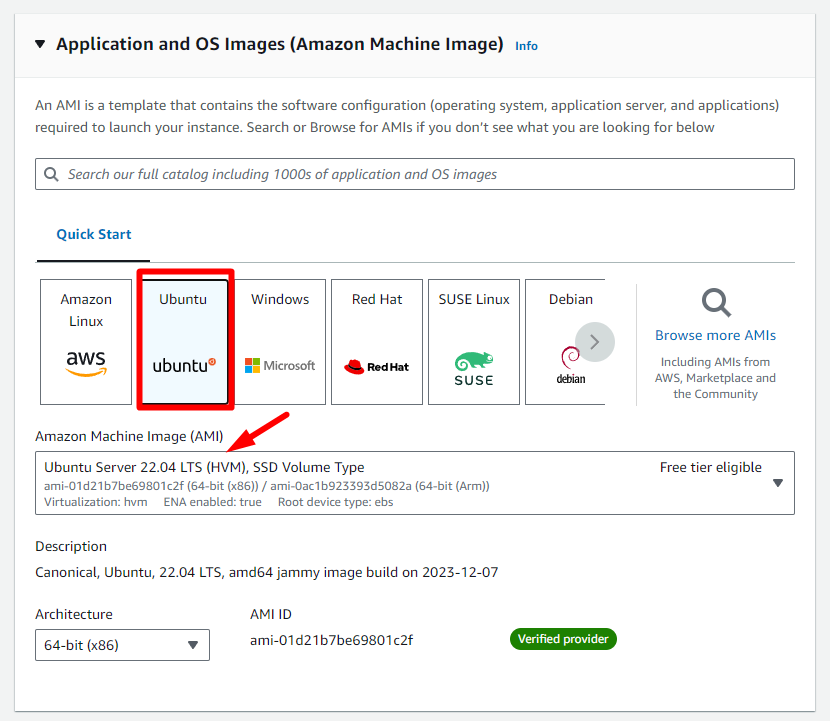 Application and OS Images (Amazon Machine Image) Info
An AMI is a template that contains the software configuration (operating system, application server, and applications)
required to launch your instance. Search or Browse for AMIs if you don't see what you are looking for below
Search our full catalog including 1000s of application and OS images
Quick Start
Amazon
Linux
aws
Ubuntu
ubuntu
Windows
Microsoft
Red Hat
Red Hat
SUSE Linux
SUSE
Debian
debian
Browse more AMIs
Including AMIs from
AWS, Marketplace and
the Community
Amazon Machine Image (AMI)
Ubuntu Server 22.04 LTS (HVM), SSD Volume Type
Free tier eligible
ami-01d21b7be69801c2f (64-bit (x86)) / ami-0ac1b923393d5082a (64-bit (Arm))
Virtualization: hvm ENA enabled: true Root device type: ebs
Description
Canonical, Ubuntu, 22.04 LTS, amd64 jammy image build on 2023-12-07
Architecture
64-bit (x86)
AMI ID
ami-01d21b7be69801c2f
Verified provider